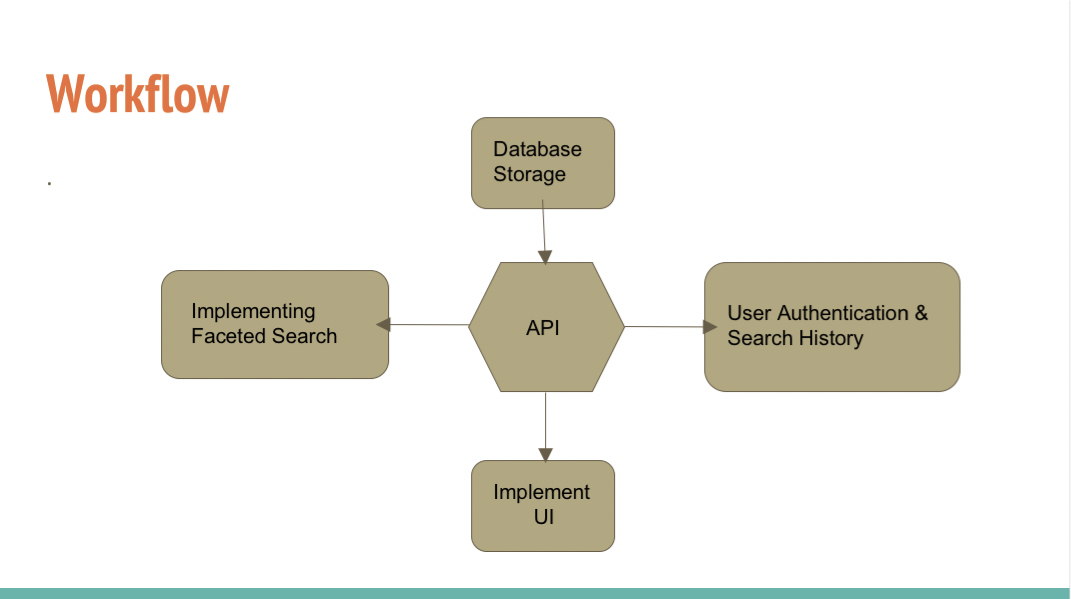 Workflow
.
Database
Storage
Implementing
Faceted Search
API
User Authentication &
Search History
Implement
UI